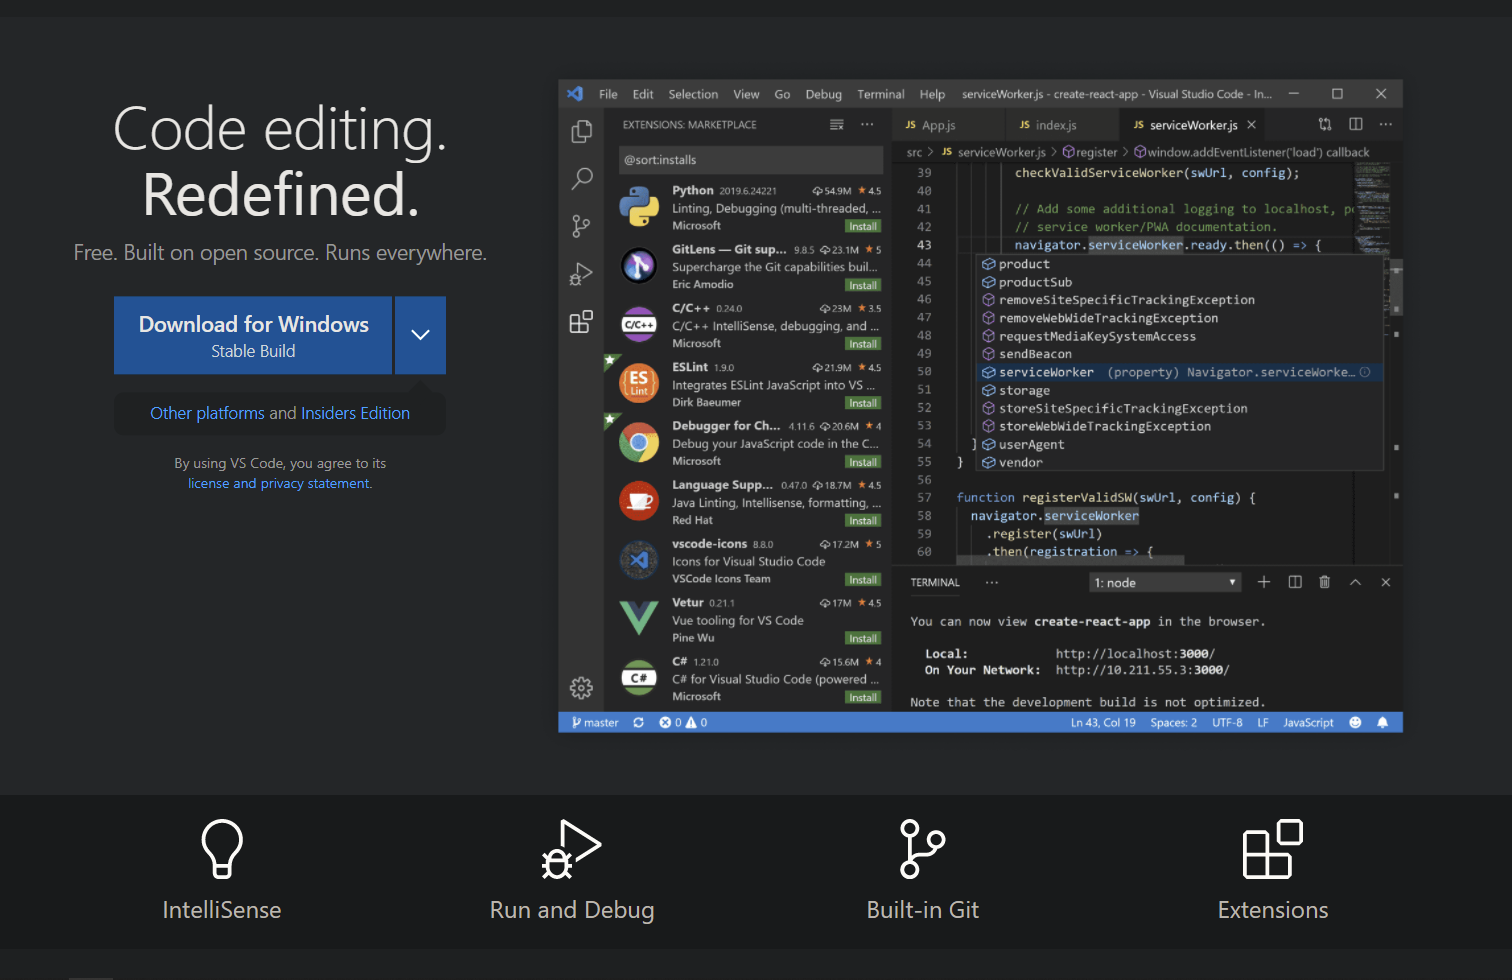 Code editing.
Redefined.
Free. Built on open source. Runs everywhere.
Download for Windows
Stable Build
Other platforms and Insiders Edition
By using VS Code, you agree to its
license and privacy statement.
File Edit Selection View Go Debug Terminal Help serviceWorker.js - create-react-app - Visual Studio Code - In...
EXTENSIONS: MARKETPLACE
@sort:installs
Python 2019.6.24221 54.9M ★ 4.5
Linting, Debugging (multi-threaded, ...
Microsoft Install
GitLens — Git sup... 9.8.5 23.1M ★ 5
Supercharge the Git capabilities buil...
Eric Amodio Install
C/C++
C/C++ 0.24.0 23M ★ 3.5
C/C++ IntelliSense, debugging, and ...
Microsoft Install
ES
Lint
ESLint 1.9.0 21.9M ★ 4.5
Integrates ESLint JavaScript into VS ...
Dirk Baeumer Install
Debugger for Ch... 4.11.6 20.6M ★ 4
Debug your JavaScript code in the C...
Microsoft Install
Language Supp... 0.47.0 18.7M ★ 4.5
Java Linting, Intellisense, formatting, ...
Red Hat Install
vscode-icons 8.8.0 17.2M ★ 5
Icons for Visual Studio Code
VSCode Icons Team Install
Vetur 0.21.1 17M ★ 4.5
Vue tooling for VS Code
Pine Wu Install
C#
C# 1.21.0 15.6M ★ 4
C# for Visual Studio Code (powered ...
Microsoft Install
JS App.js JS index.js JS serviceWorker.js
src > JS serviceWorker.js > register > window.addEventListener('load') callback
39 checkValidServiceWorker(swUrl, config);
40
41 // Add some additional logging to localhost, p
42 // service worker/PWA documentation.
43 navigator.serviceWorker.ready.then(() => {
44 product
45 productSub
46 removeSiteSpecificTrackingException
47 removeWebWideTrackingException
48 requestMediaKeySystemAccess
49 sendBeacon
50 serviceWorker (property) Navigator.serviceWorke...
51 storage
52 storeSiteSpecificTrackingException
53 storeWebWideTrackingException
54 } userAgent
55 } vendor
56
57 function registerValidSW(swUrl, config) {
58 navigator.serviceWorker
59 .register(swUrl)
60 .then(registration => {
TERMINAL ... 1: node
You can now view create-react-app in the browser.
Local: http://localhost:3000/
On Your Network: http://10.211.55.3:3000/
Note that the development build is not optimized.
master 0 0 Ln 43, Col 19 Spaces: 2 UTF-8 LF JavaScript
IntelliSense
Run and Debug
Built-in Git
Extensions